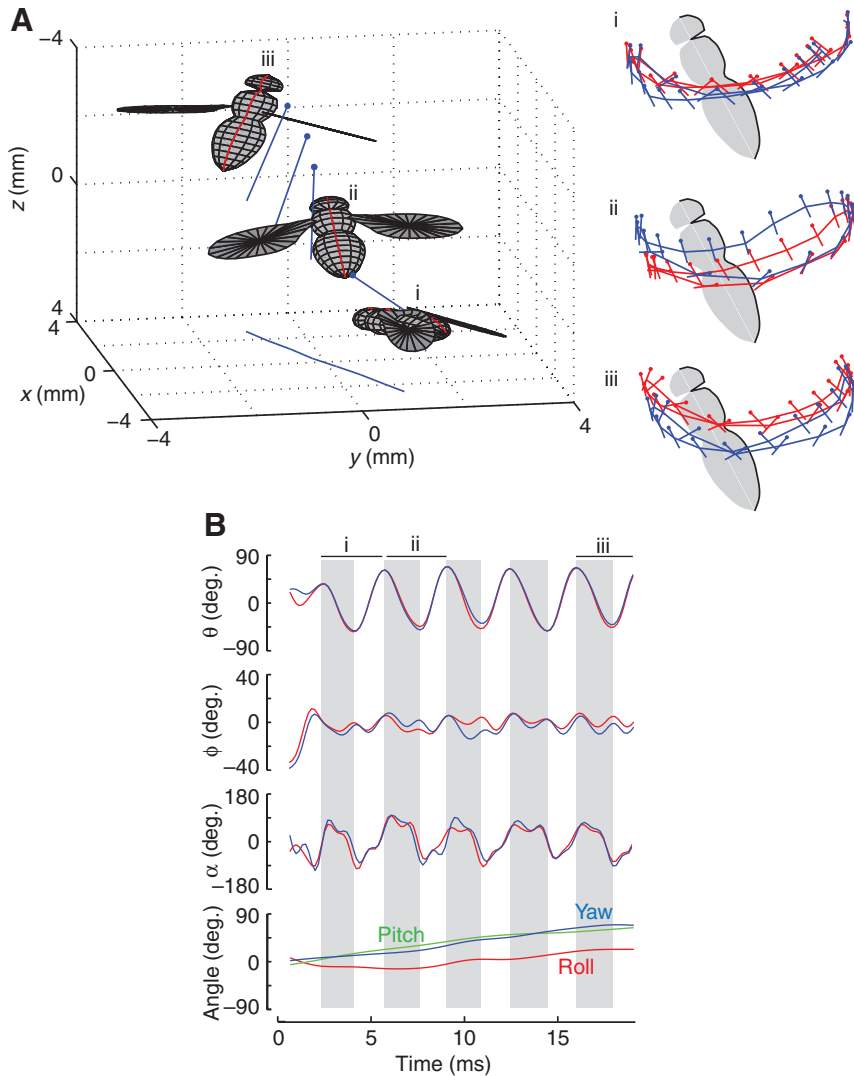 A
−4
0
4
z (mm)
4
0
−4
x (mm)
−4
0
4
y (mm)
iii
ii
i
i
ii
iii
B
i
ii
iii
90
0
−90
θ (deg.)
40
0
−40
ϕ (deg.)
180
0
−180
α (deg.)
90
0
−90
Angle (deg.)
Yaw
Pitch
Roll
0
5
10
15
Time (ms)